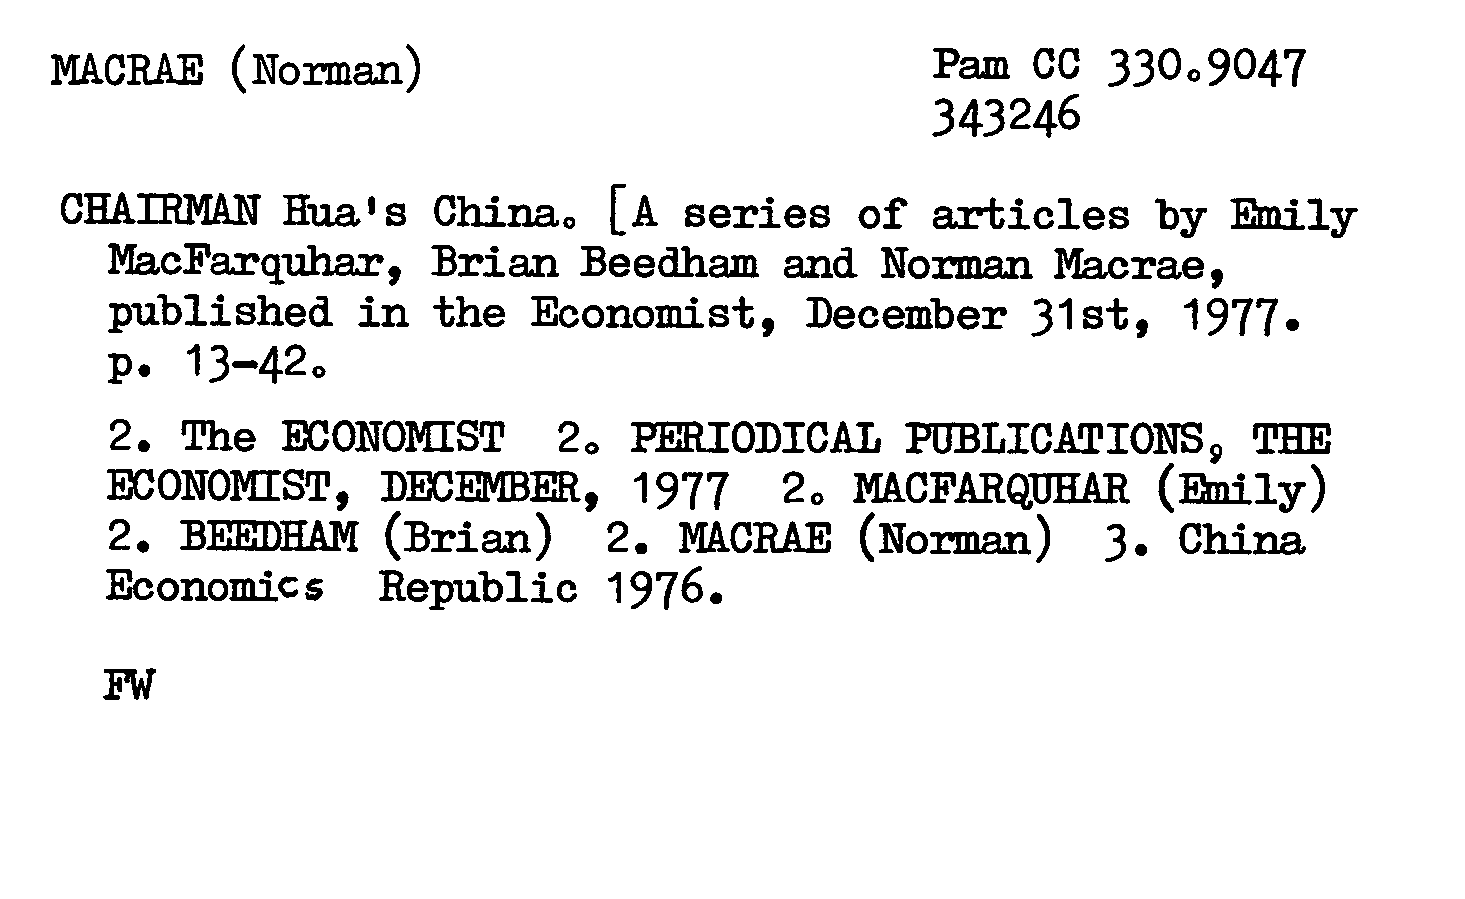 MACRAE (Norman)
Pam CC 330.9047
343246
CHAIRMAN Hua's China. [A series of articles by Emily
MacFarquhar, Brian Beedham and Norman Macrae,
published in the Economist, December 31st, 1977.
p. 13-42.
2. The ECONOMIST 2. PERIODICAL PUBLICATIONS, THE
ECONOMIST, DECEMBER, 1977 2. MACFARQUHAR (Emily)
2. BEEDHAM (Brian) 2. MACRAE (Norman) 3. China
Economics Republic 1976.
FW